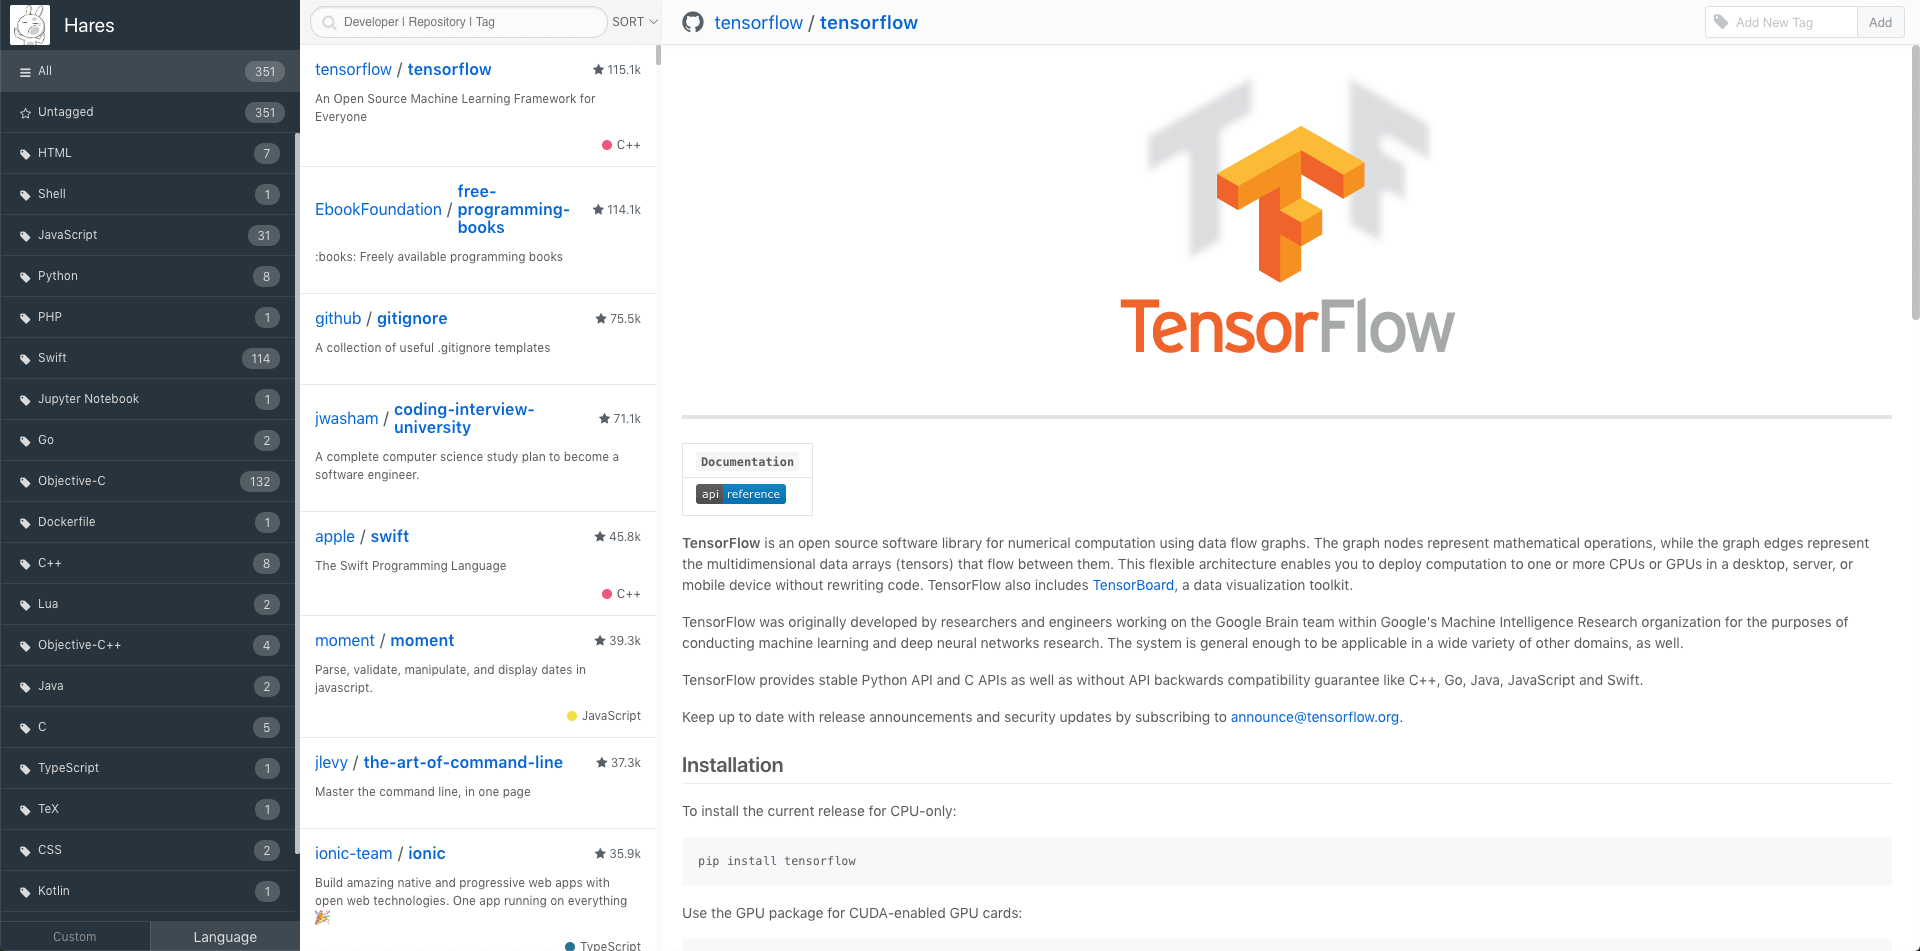 Hares
All 351
Untagged 351
HTML 7
Shell 1
JavaScript 31
Python 8
PHP 1
Swift 114
Jupyter Notebook 1
Go 2
Objective-C 132
Dockerfile 1
C++ 8
Lua 2
Objective-C++ 4
Java 2
C 5
TypeScript 1
TeX 1
CSS 2
Kotlin 1
Custom Language
Developer | Repository | Tag SORT
tensorflow / tensorflow 115.1k
An Open Source Machine Learning Framework for
Everyone
C++
EbookFoundation / free-
programming-
books 114.1k
:books: Freely available programming books
github / gitignore 75.5k
A collection of useful .gitignore templates
jwasham / coding-interview-
university 71.1k
A complete computer science study plan to become a
software engineer.
apple / swift 45.8k
The Swift Programming Language
C++
moment / moment 39.3k
Parse, validate, manipulate, and display dates in
javascript.
JavaScript
jlevy / the-art-of-command-line 37.3k
Master the command line, in one page
ionic-team / ionic 35.9k
Build amazing native and progressive web apps with
open web technologies. One app running on everything
🎉
TypeScript
tensorflow / tensorflow
Add New Tag Add
TensorFlow
Documentation
api reference
TensorFlow is an open source software library for numerical computation using data flow graphs. The graph nodes represent mathematical operations, while the graph edges represent
the multidimensional data arrays (tensors) that flow between them. This flexible architecture enables you to deploy computation to one or more CPUs or GPUs in a desktop, server, or
mobile device without rewriting code. TensorFlow also includes TensorBoard, a data visualization toolkit.
TensorFlow was originally developed by researchers and engineers working on the Google Brain team within Google's Machine Intelligence Research organization for the purposes of
conducting machine learning and deep neural networks research. The system is general enough to be applicable in a wide variety of other domains, as well.
TensorFlow provides stable Python API and C APIs as well as without API backwards compatibility guarantee like C++, Go, Java, JavaScript and Swift.
Keep up to date with release announcements and security updates by subscribing to announce@tensorflow.org.
Installation
To install the current release for CPU-only:
pip install tensorflow
Use the GPU package for CUDA-enabled GPU cards: